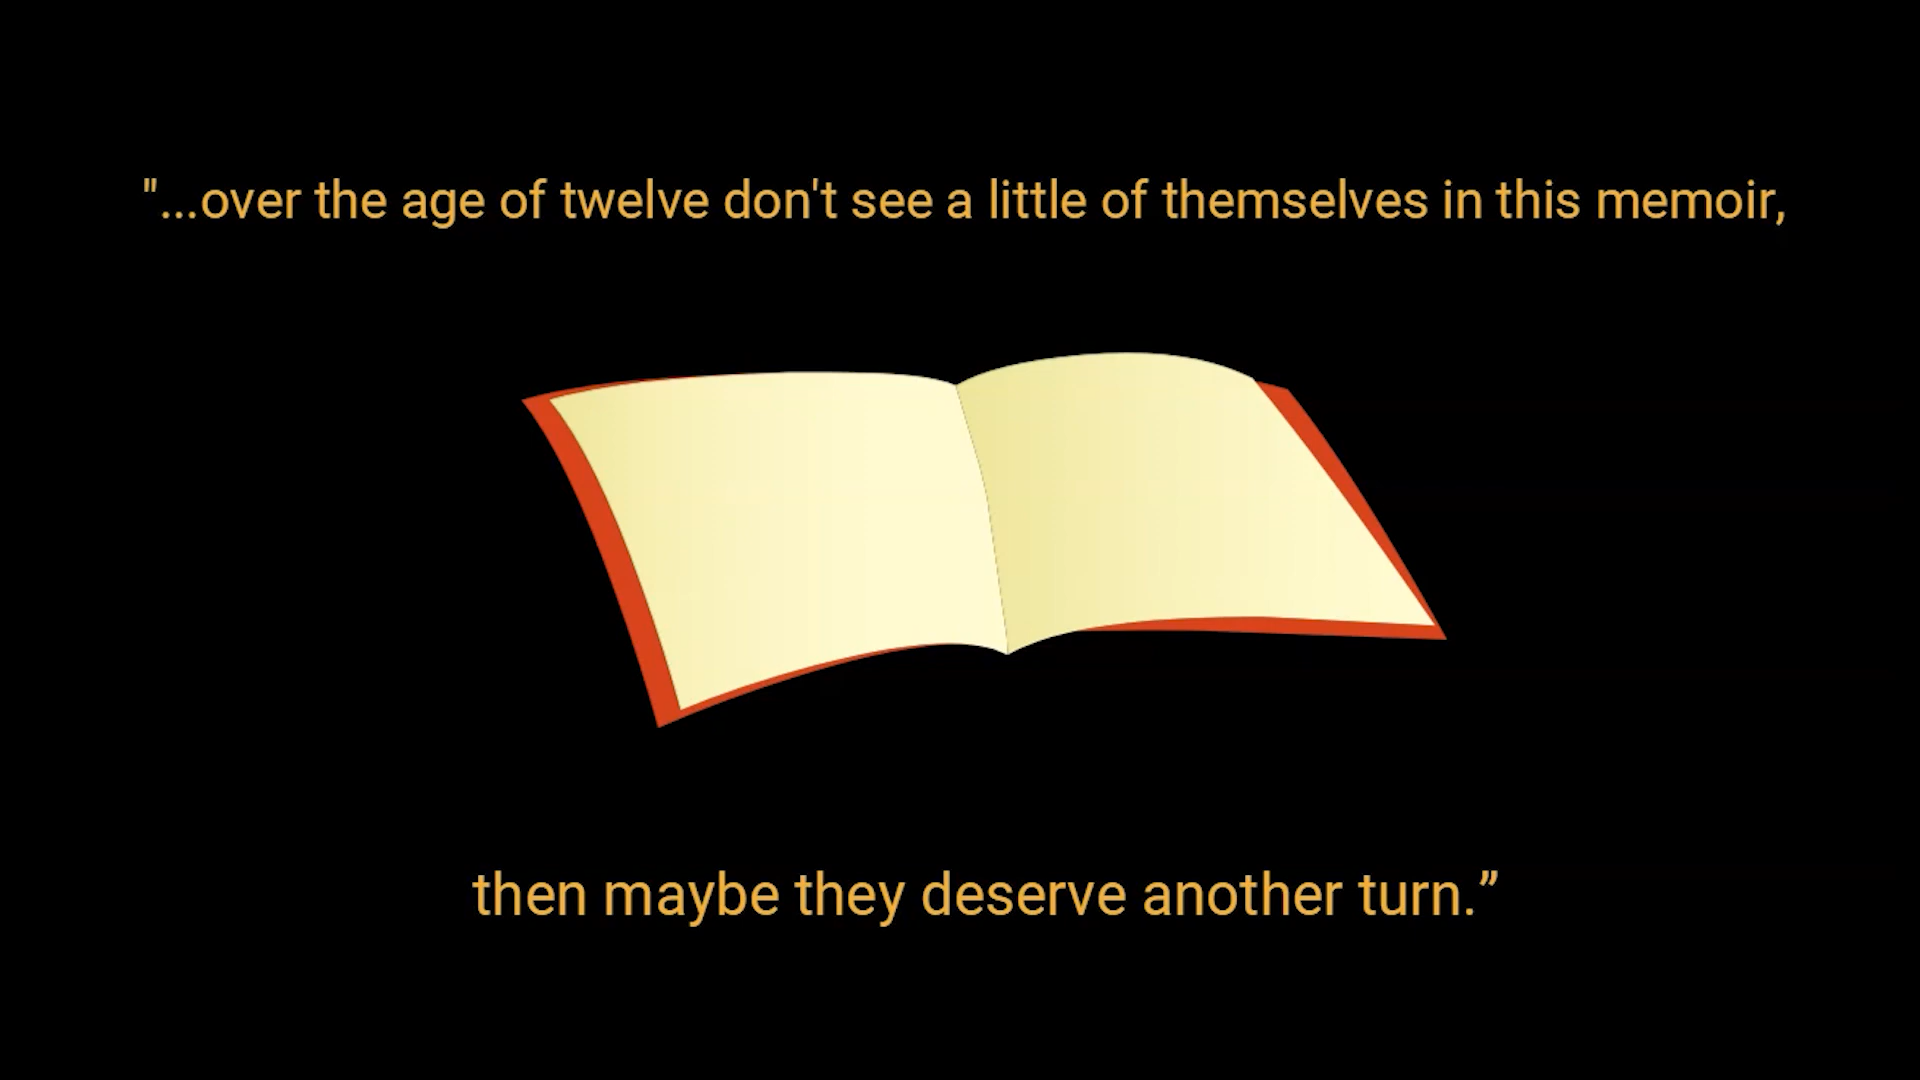 "...over the age of twelve don't see a little of themselves in this memoir,
then maybe they deserve another turn.”